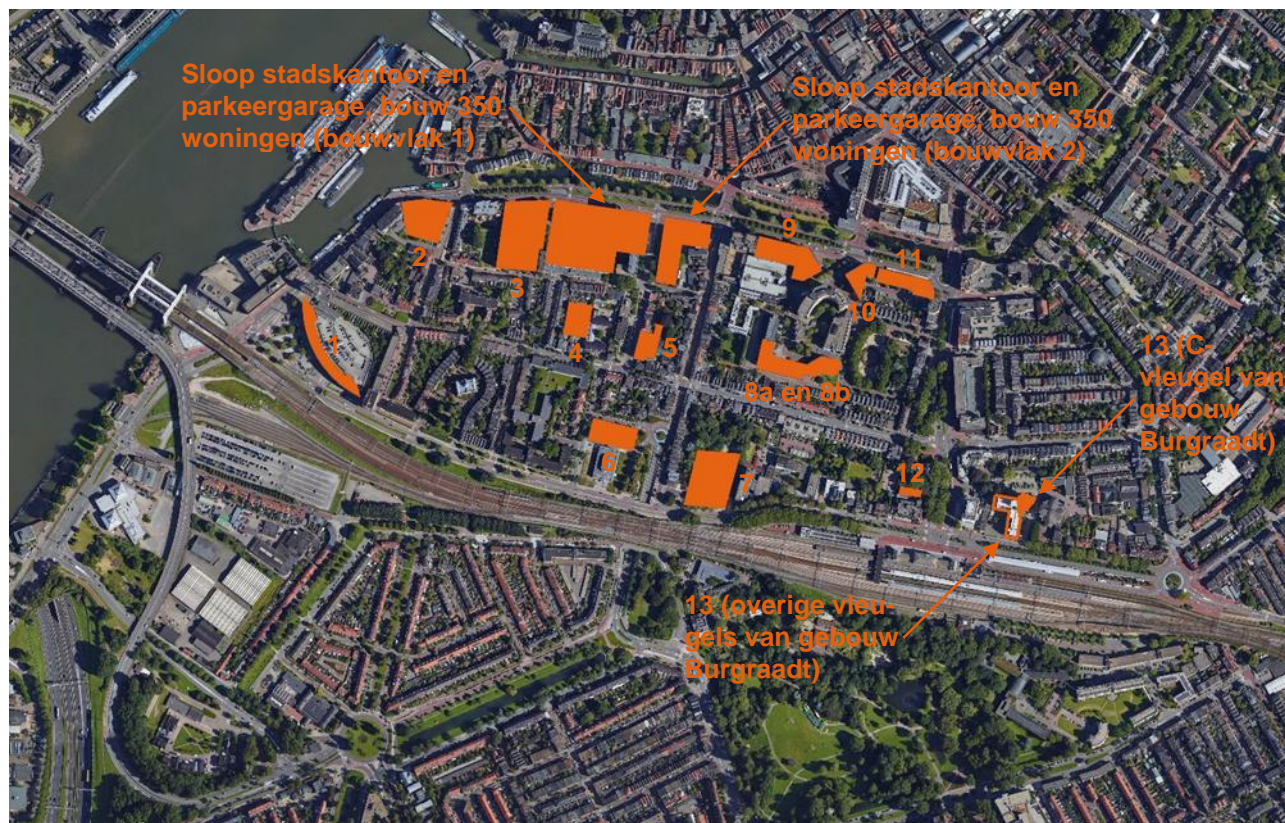 Sloop stadskantoor en
parkeergarage, bouw 350
woningen (bouwvlak 1)
Sloop stadskantoor en
parkeergarage, bouw 350
woningen (bouwvlak 2)
9
2
11
3
10
1
4
5
13 (C-
vleugel van
gebouw
Burgraadt)
8a en 8b
6
7
12
13 (overige vleu-
gels van gebouw
Burgraadt)